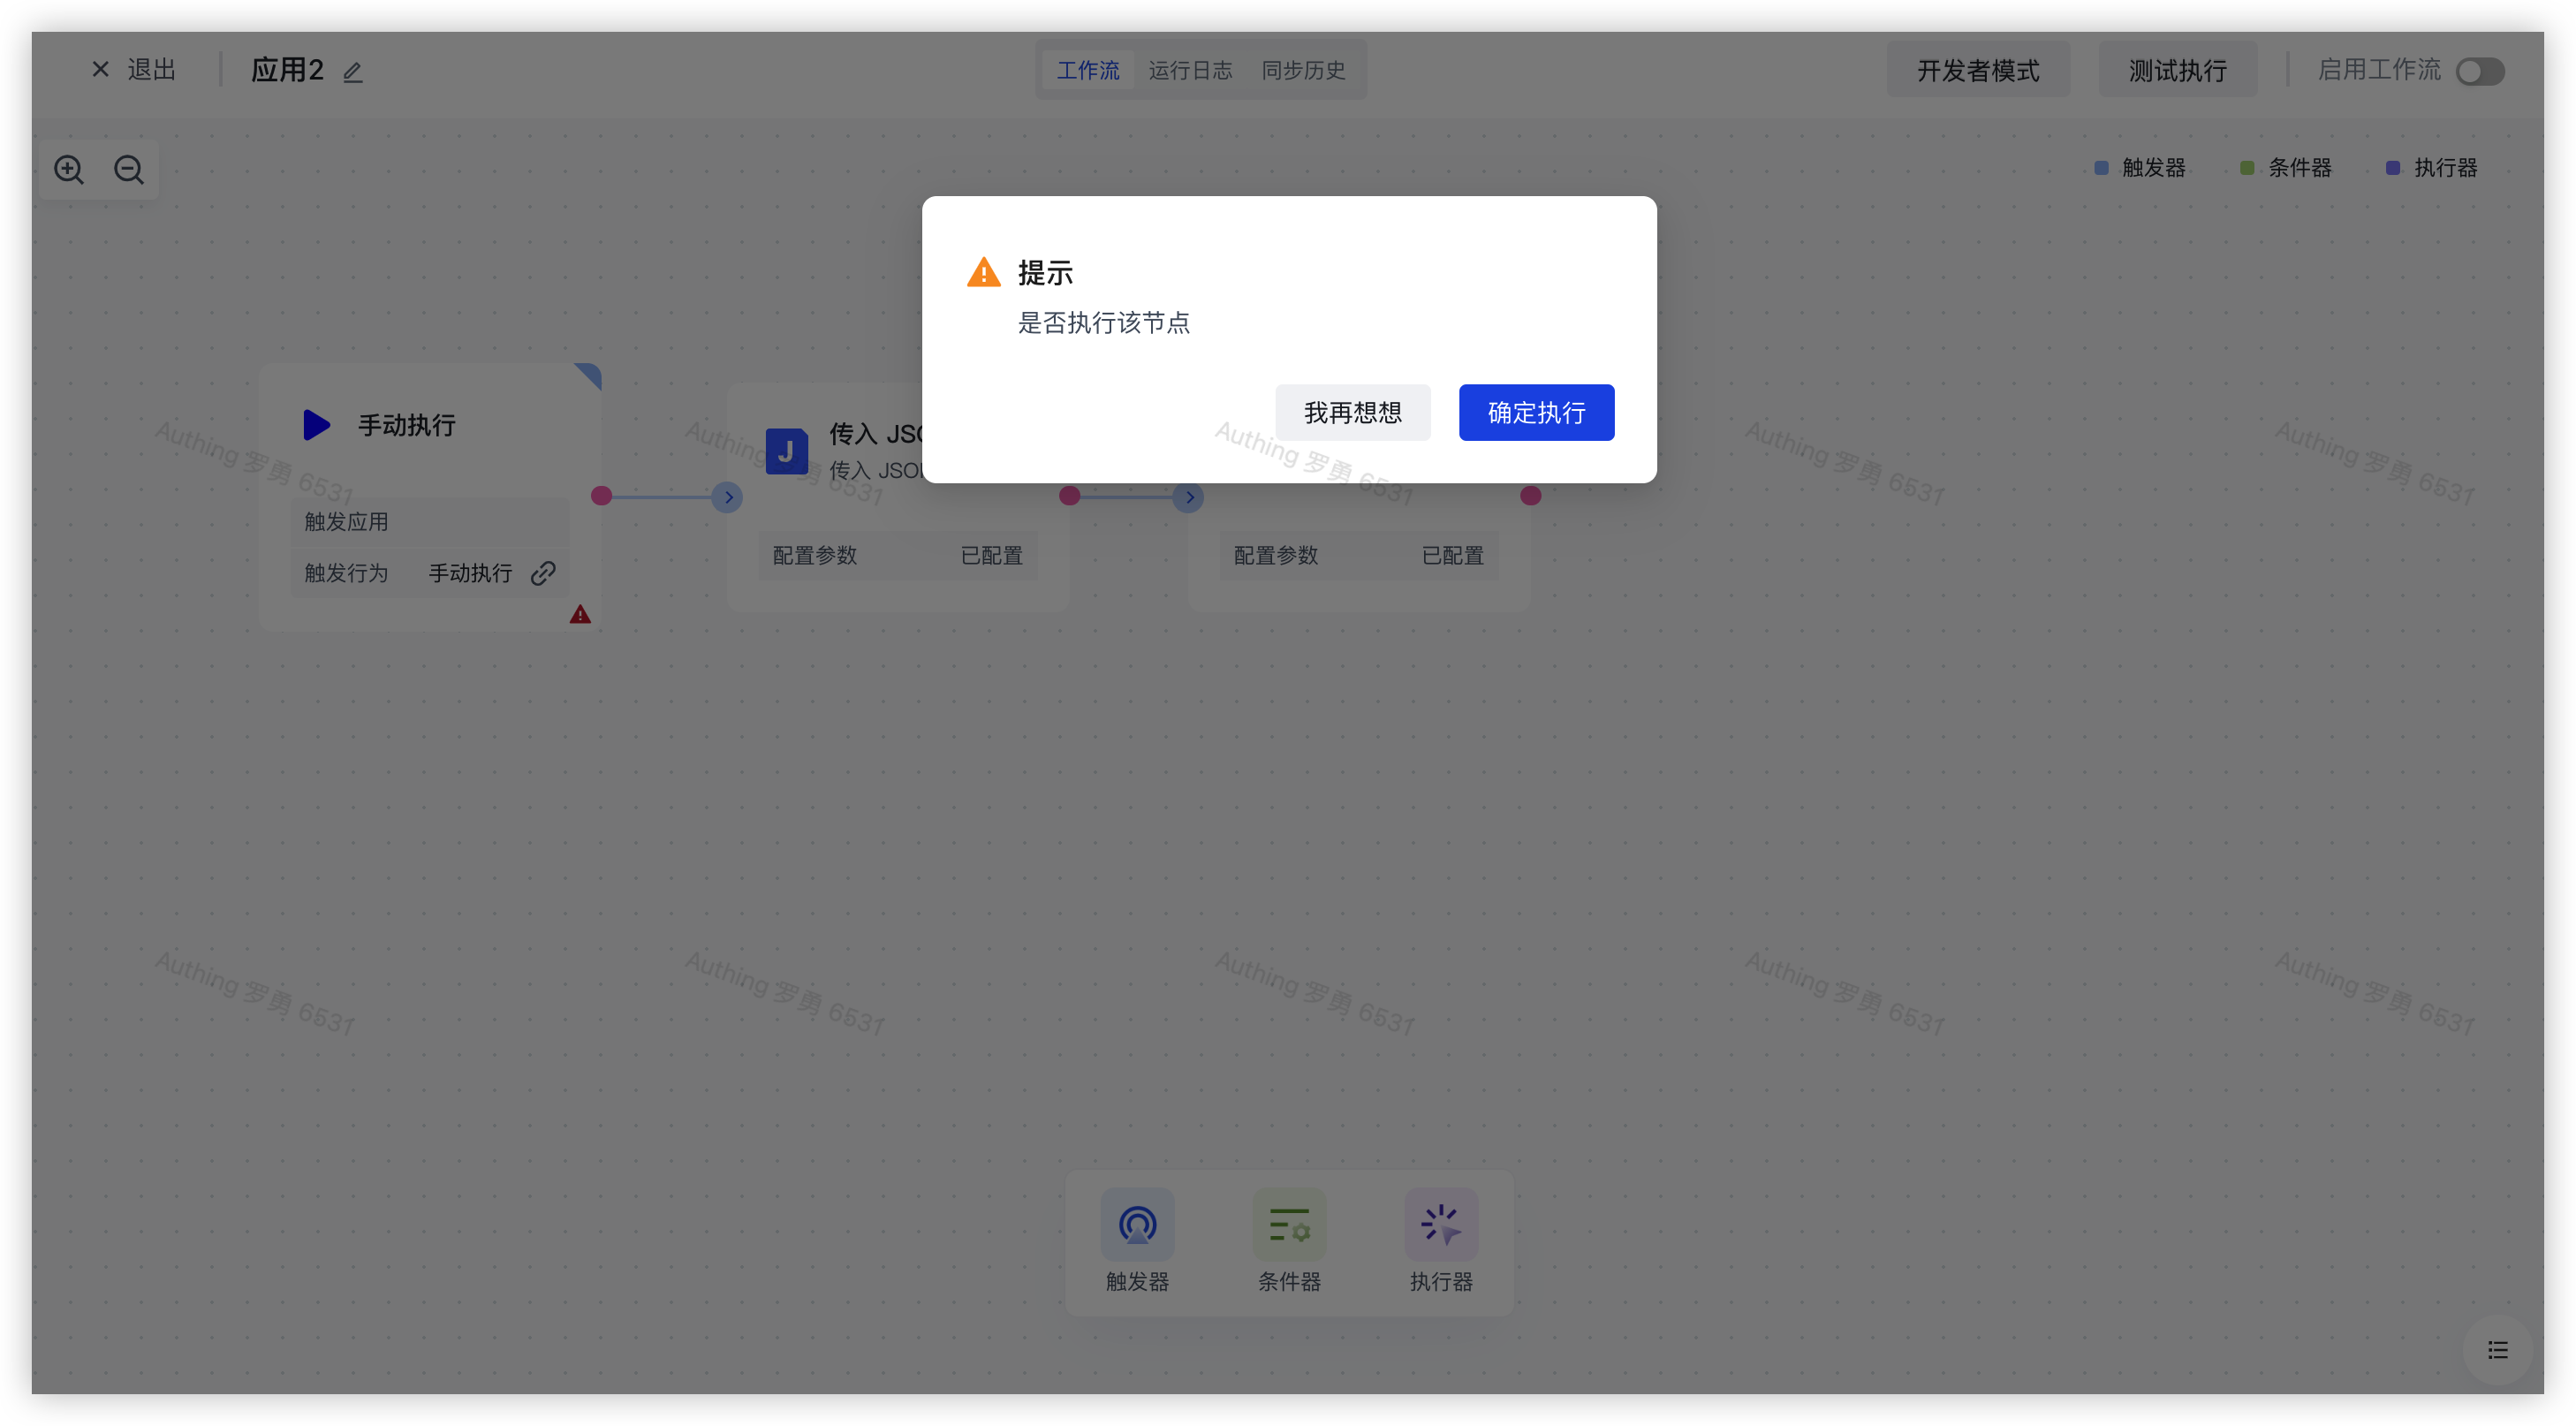 退出
应用2
工作流
运行日志
同步历史
开发者模式
测试执行
启用工作流
触发器
条件器
执行器
提示
是否执行该节点
我再想想
确定执行
手动执行
触发应用
触发行为
手动执行
J
传入
传入
配置参数
已配置
配置参数
已配置
Authing 罗勇 6531
Authing 罗勇 6531
Authing 罗勇 6531
Authing 罗勇 6531
Authing 罗勇 6531
Authing 罗勇 6531
Authing 罗勇 6531
Authing 罗勇 6531
Authing 罗勇 6531
Authing 罗勇 6531
触发器
条件器
执行器